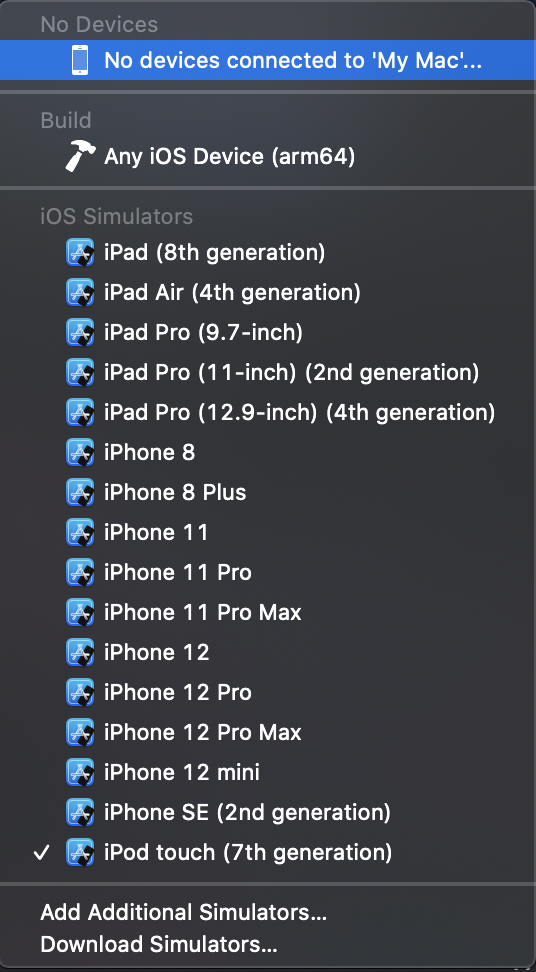 No Devices
No devices connected to 'My Mac'...
Build
Any iOS Device (arm64)
iOS Simulators
iPad (8th generation)
iPad Air (4th generation)
iPad Pro (9.7-inch)
iPad Pro (11-inch) (2nd generation)
iPad Pro (12.9-inch) (4th generation)
iPhone 8
iPhone 8 Plus
iPhone 11
iPhone 11 Pro
iPhone 11 Pro Max
iPhone 12
iPhone 12 Pro
iPhone 12 Pro Max
iPhone 12 mini
iPhone SE (2nd generation)
iPod touch (7th generation)
Add Additional Simulators...
Download Simulators...